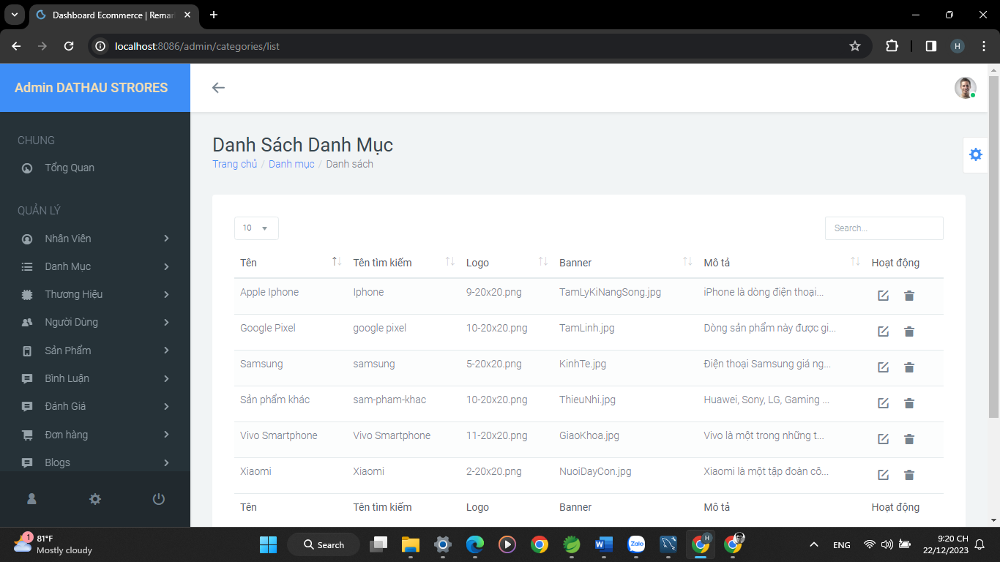 Dashboard Ecommerce | Remar
localhost:8086/admin/categories/list
H
Admin DATHAU STRORES
CHUNG
Tổng Quan
QUẢN LÝ
Nhân Viên
Danh Mục
Thương Hiệu
Người Dùng
Sản Phẩm
Bình Luận
Đánh Giá
Đơn hàng
Blogs
Danh Sách Danh Mục
Trang chủ / Danh mục / Danh sách
10
Search...
Tên Tên tìm kiếm Logo Banner Mô tả Hoạt động
Apple Iphone Iphone 9-20x20.png TamLyKiNangSong.jpg iPhone là dòng điện thoại...
Google Pixel google pixel 10-20x20.png TamLinh.jpg Dòng sản phẩm này được gi...
Samsung samsung 5-20x20.png KinhTe.jpg Điện thoại Samsung giá ng...
Sản phẩm khác sam-pham-khac 10-20x20.png ThieuNhi.jpg Huawei, Sony, LG, Gaming ...
Vivo Smartphone Vivo Smartphone 11-20x20.png GiaoKhoa.jpg Vivo là một trong những t...
Xiaomi Xiaomi 2-20x20.png NuoiDayCon.jpg Xiaomi là một tập đoàn cô...
Tên Tên tìm kiếm Logo Banner Mô tả Hoạt động
1
81°F
Mostly cloudy
Search
W
Zalo
H
ENG
9:20 CH
22/12/2023